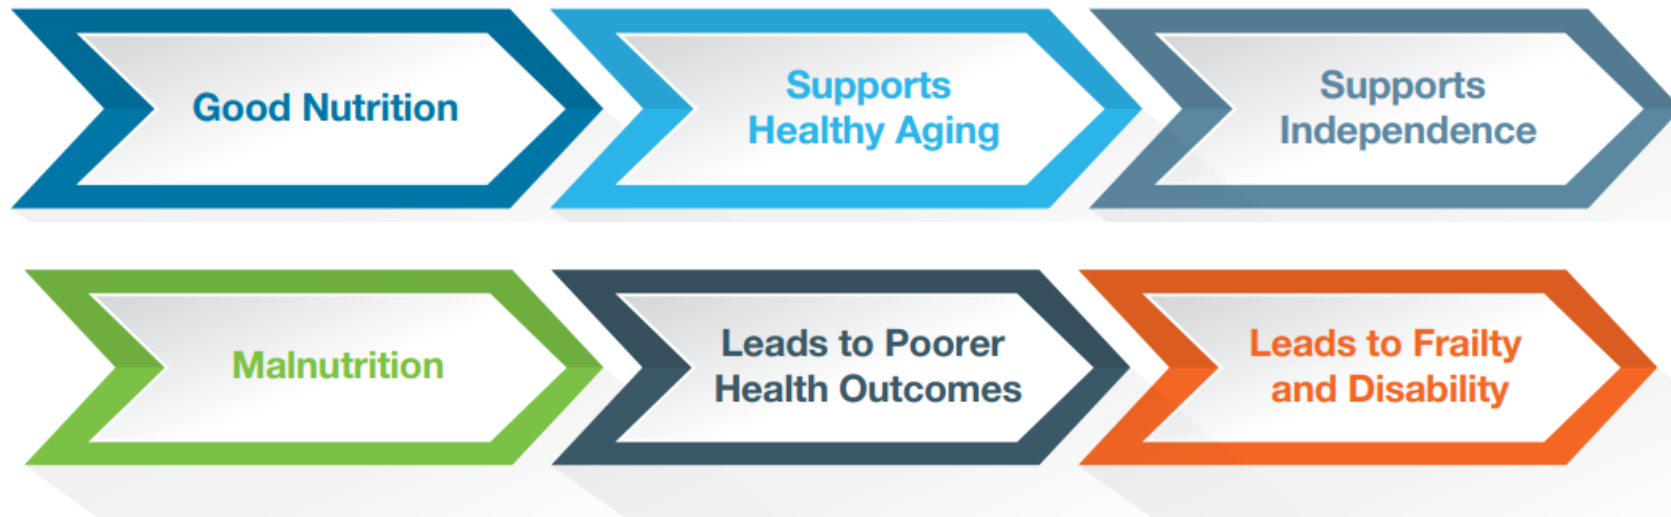 Good Nutrition
Supports
Healthy Aging
Supports
Independence
Malnutrition
Leads to Poorer
Health Outcomes
Leads to Frailty
and Disability